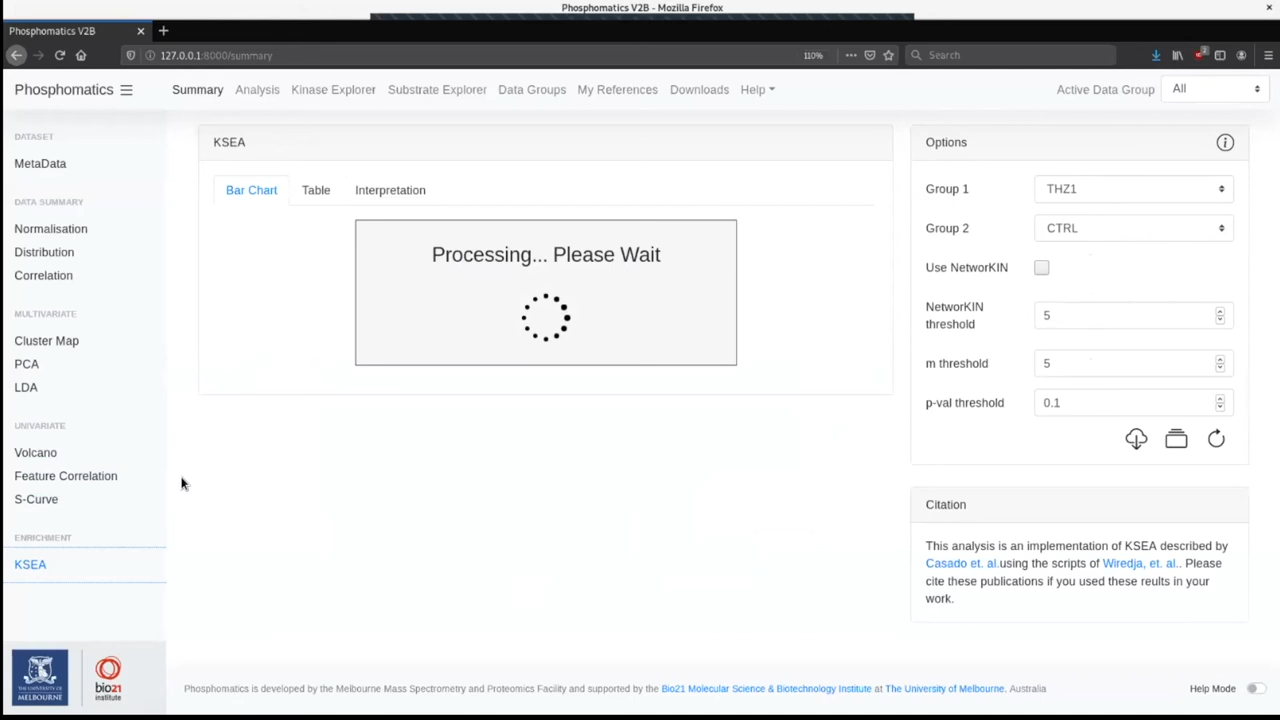 Phosphomatics V2B - Mozilla Firefox
Phosphomatics V2B
127.0.0.1:8000/summary
110%
Search
2
Phosphomatics
Summary
Analysis
Kinase Explorer
Substrate Explorer
Data Groups
My References
Downloads
Help
Active Data Group
All
DATASET
MetaData
DATA SUMMARY
Normalisation
Distribution
Correlation
MULTIVARIATE
Cluster Map
PCA
LDA
UNIVARIATE
Volcano
Feature Correlation
S-Curve
ENRICHMENT
KSEA
THE UNIVERSITY OF
MELBOURNE
bio21
institute
KSEA
Bar Chart
Table
Interpretation
Processing... Please Wait
Options
Group 1
THZ1
Group 2
CTRL
Use NetworKIN
NetworKIN
threshold
5
m threshold
5
p-val threshold
0.1
Citation
This analysis is an implementation of KSEA described by
Casado et. al.using the scripts of Wiredja, et. al.. Please
cite these publications if you used these reults in your
work.
Phosphomatics is developed by the Melbourne Mass Spectrometry and Proteomics Facility and supported by the Bio21 Molecular Science & Biotechnology Institute at The University of Melbourne, Australia
Help Mode